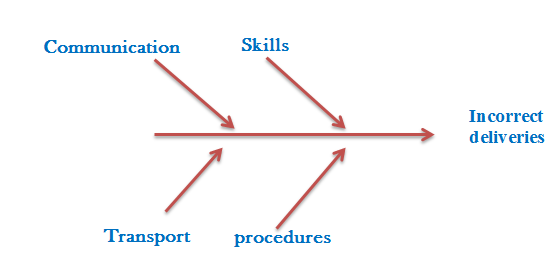 Communication
Skills
Incorrect
deliveries
Transport
procedures